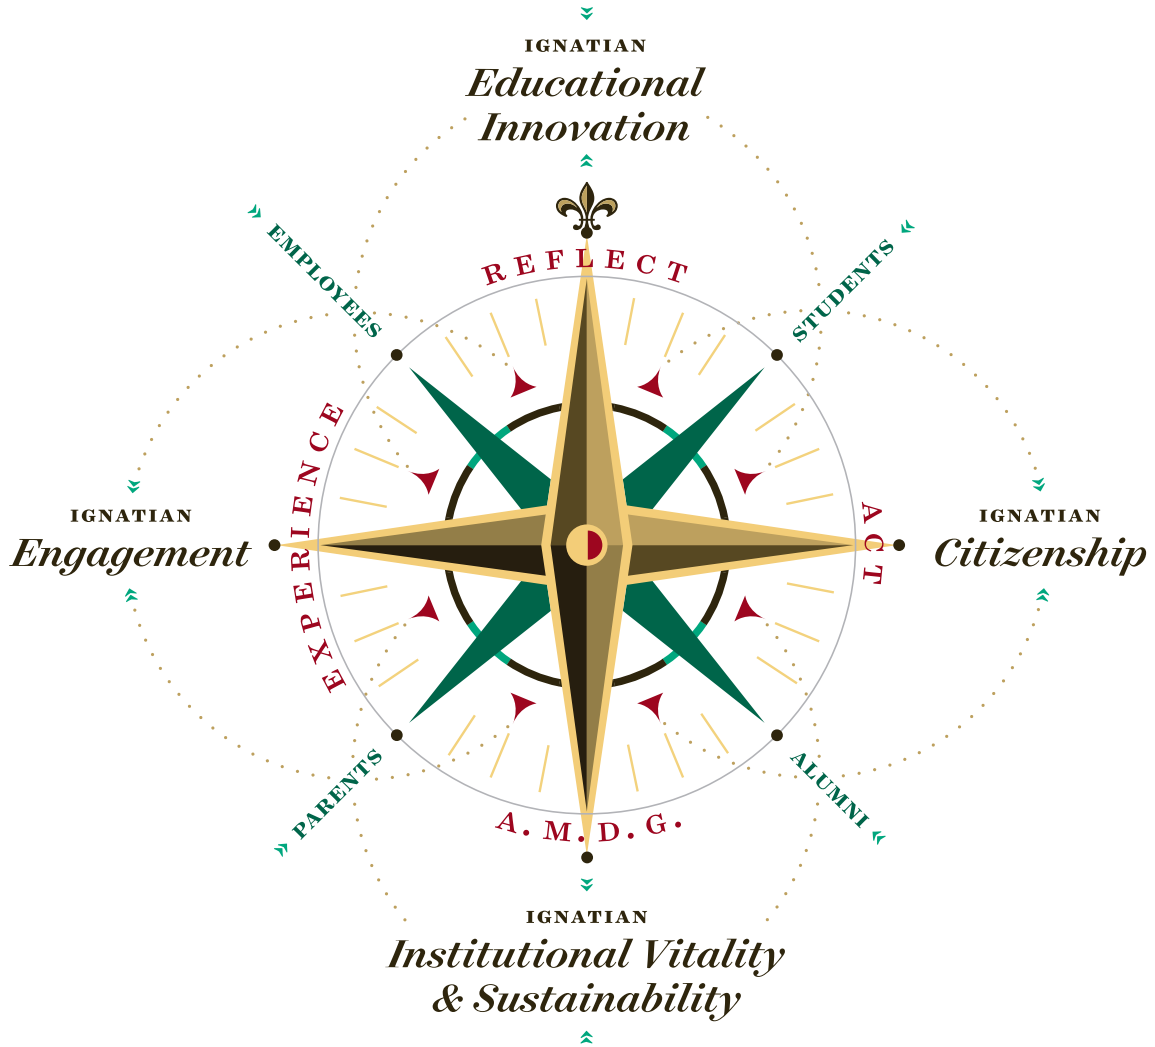 IGNATIAN
Educational
Innovation
EMPLOYEES
STUDENTS
REFLECT
EXPERIENCE
ACT
IGNATIAN
Engagement
IGNATIAN
Citizenship
PARENTS
ALUMNI
A.M.D.G.
IGNATIAN
Institutional Vitality
& Sustainability